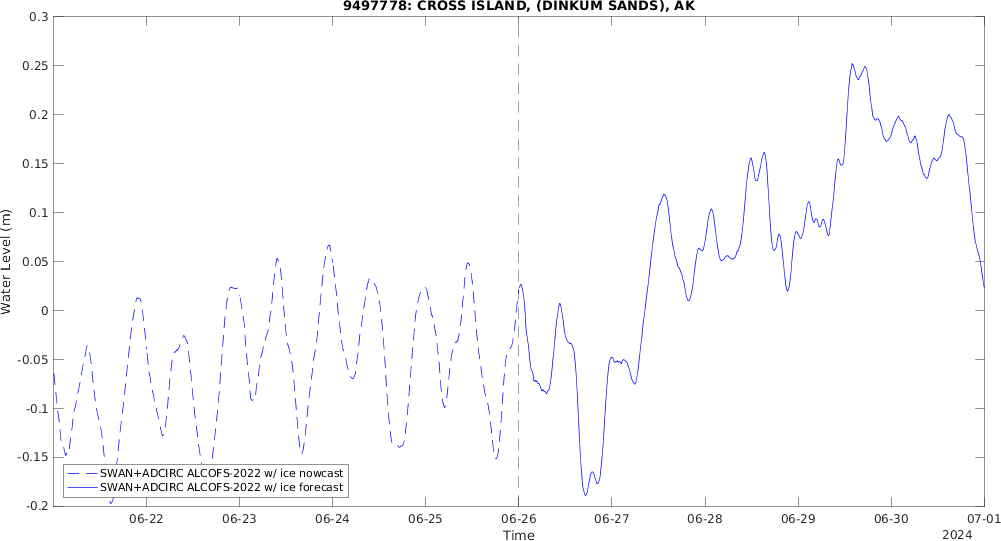 9497778: CROSS ISLAND, (DINKUM SANDS), AK
0.3
0.25
0.2
0.15
0.1
0.05
0
-0.05
-0.1
-0.15
-0.2
Water Level (m)
SWAN+ADCIRC ALCOFS-2022 w/ ice nowcast
SWAN+ADCIRC ALCOFS-2022 w/ ice forecast
06-22 06-23 06-24 06-25 06-26 06-27 06-28 06-29 06-30 07-01
Time
2024